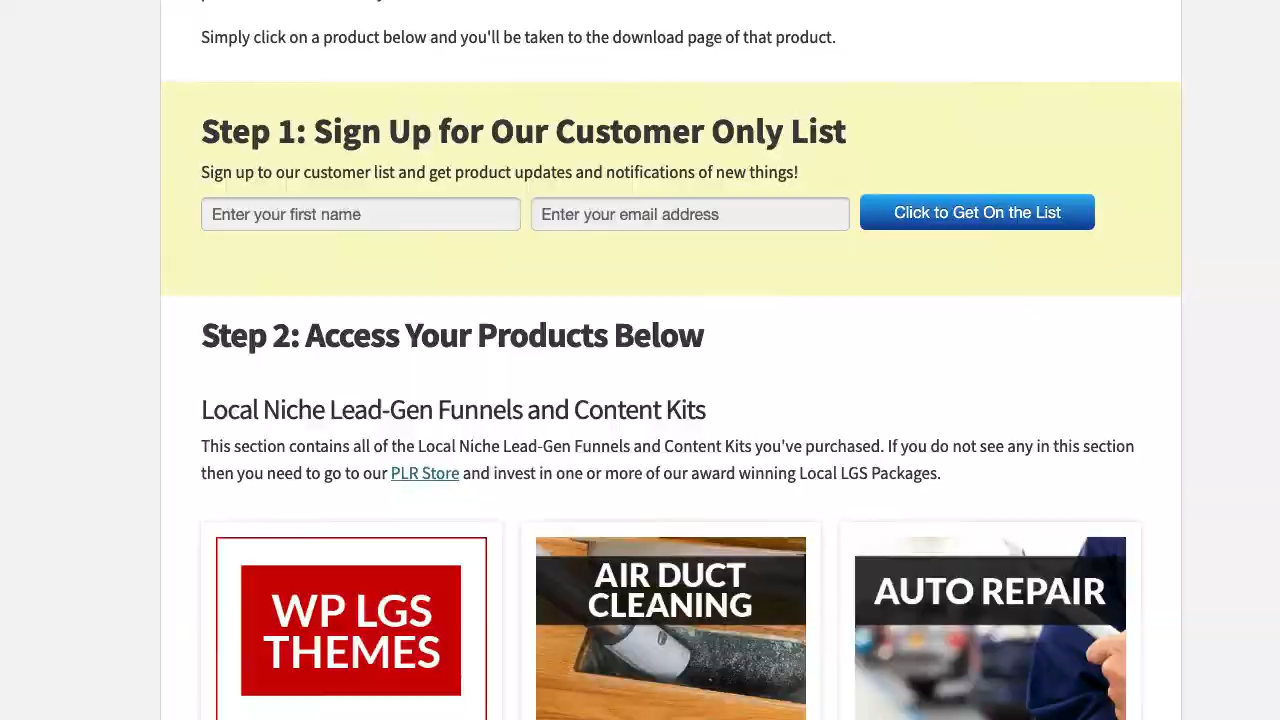 Simply click on a product below and you'll be taken to the download page of that product.
Step 1: Sign Up for Our Customer Only List
Sign up to our customer list and get product updates and notifications of new things!
Enter your first name
Enter your email address
Click to Get On the List
Step 2: Access Your Products Below
Local Niche Lead-Gen Funnels and Content Kits
This section contains all of the Local Niche Lead-Gen Funnels and Content Kits you've purchased. If you do not see any in this section
then you need to go to our PLR Store and invest in one or more of our award winning Local LGS Packages.
WP LGS
THEMES
AIR DUCT
CLEANING
AUTO REPAIR